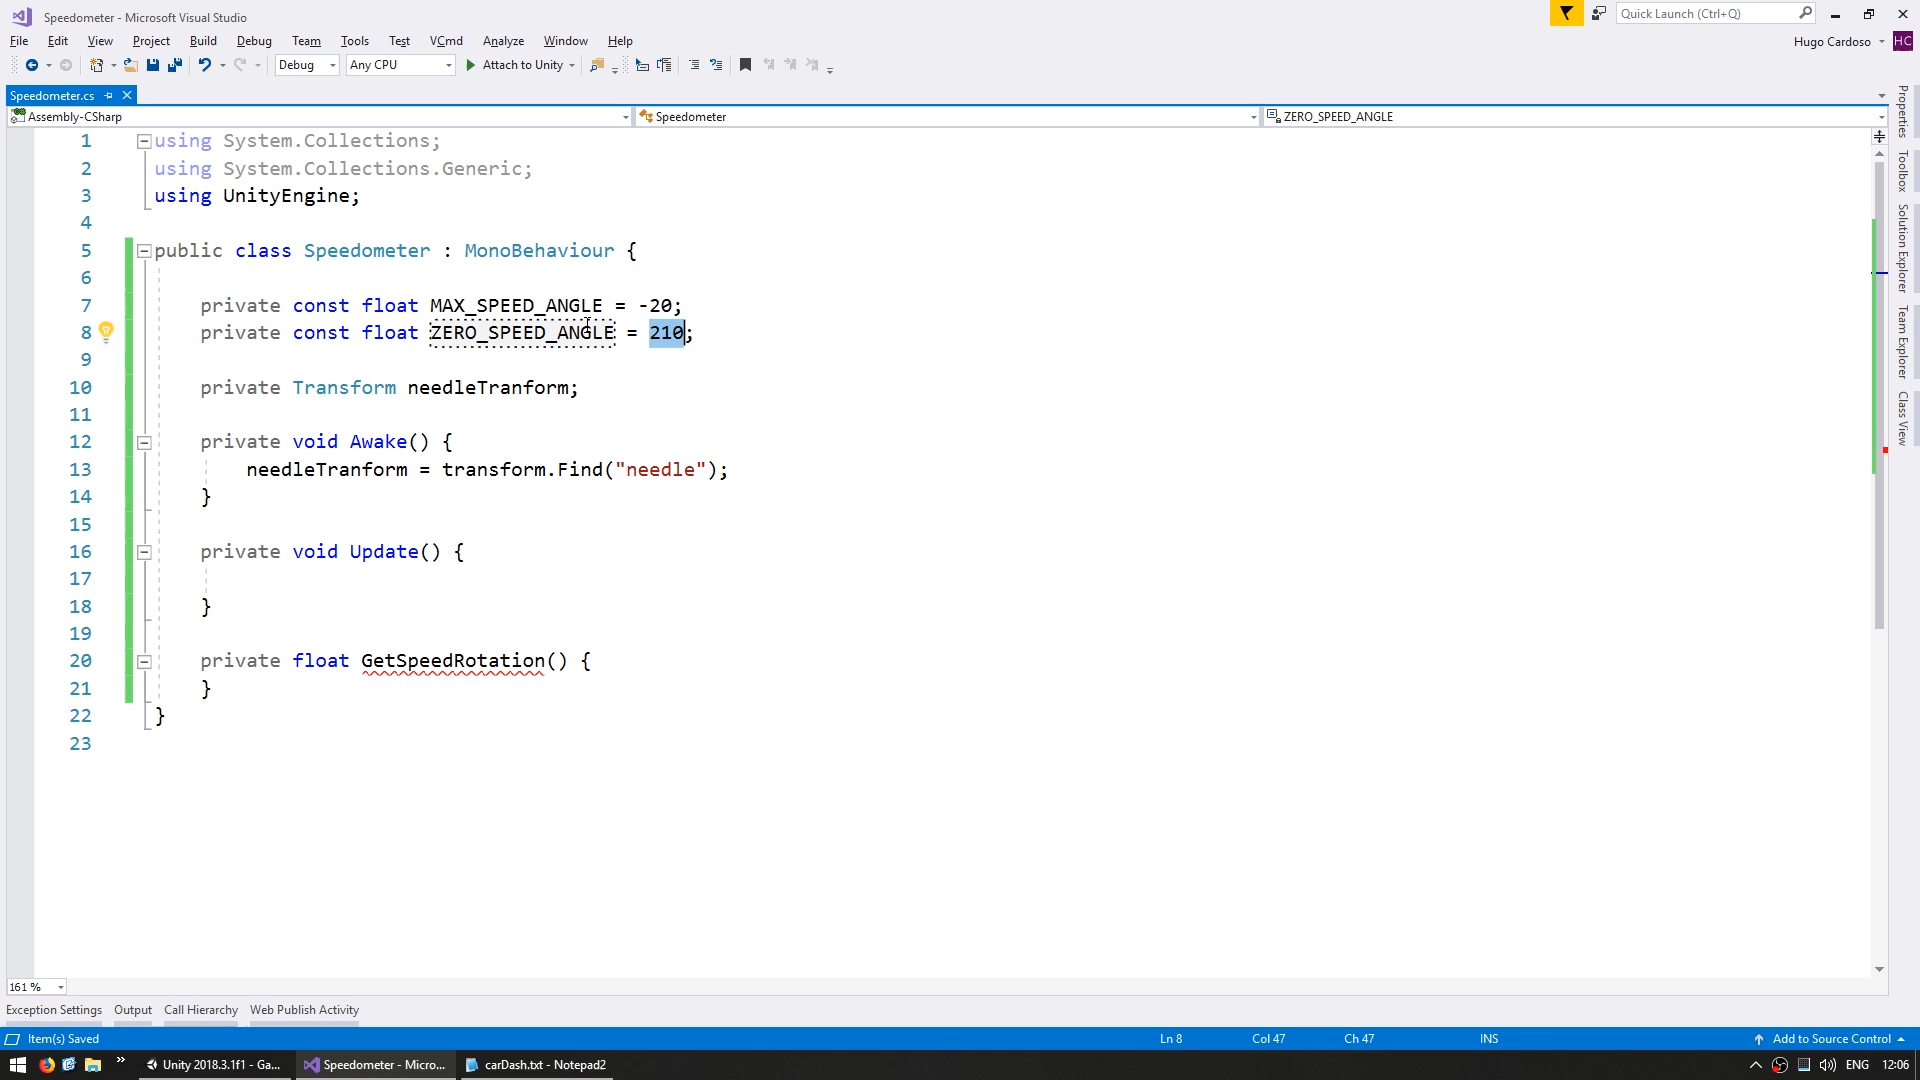 Speedometer - Microsoft Visual Studio
Quick Launch (Ctrl+Q)
File Edit View Project Build Debug Team Tools Test VCmd Analyze Window Help
Hugo Cardoso HC
Debug Any CPU Attach to Unity
Speedometer.cs
Assembly-CSharp Speedometer ZERO_SPEED_ANGLE
1 using System.Collections;
2 using System.Collections.Generic;
3 using UnityEngine;
4
5 public class Speedometer : MonoBehaviour {
6
7 private const float MAX_SPEED_ANGLE = -20;
8 private const float ZERO_SPEED_ANGLE = 210;
9
10 private Transform needleTranform;
11
12 private void Awake() {
13 needleTranform = transform.Find("needle");
14 }
15
16 private void Update() {
17
18 }
19
20 private float GetSpeedRotation() {
21 }
22 }
23
Properties
Toolbox
Solution Explorer
Team Explorer
Class View
161 %
Exception Settings Output Call Hierarchy Web Publish Activity
Item(s) Saved Ln 8 Col 47 Ch 47 INS Add to Source Control
Unity 2018.3.1f1 - Ga... Speedometer - Micro... carDash.txt - Notepad2 ENG 12:06